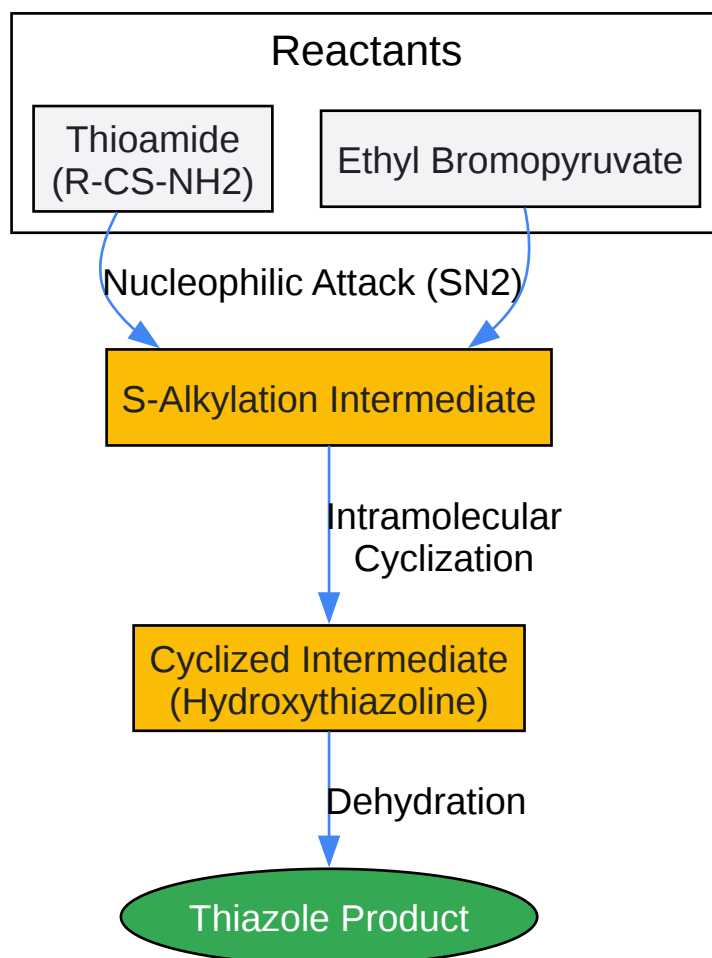 Reactants
Thioamide
(R-CS-NH2)
Ethyl Bromopyruvate
Nucleophilic Attack (SN2)
S-Alkylation Intermediate
Intramolecular
Cyclization
Cyclized Intermediate
(Hydroxythiazoline)
Dehydration
Thiazole Product